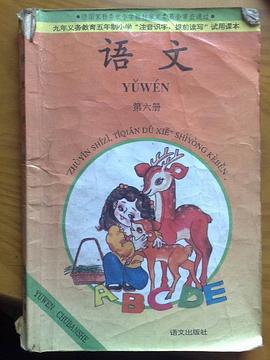 九年义务教育五年制小学“注音识字，提前读写”试用课本
语文
YǓWÉN
第六册
ZHÙYĪN SHÍZÌ, TÍQIÁN DÚ XIĚ” SHÌYÒNG KÈBĚN
ABCDE
YUWEN CHUBANSHE
语文出版社